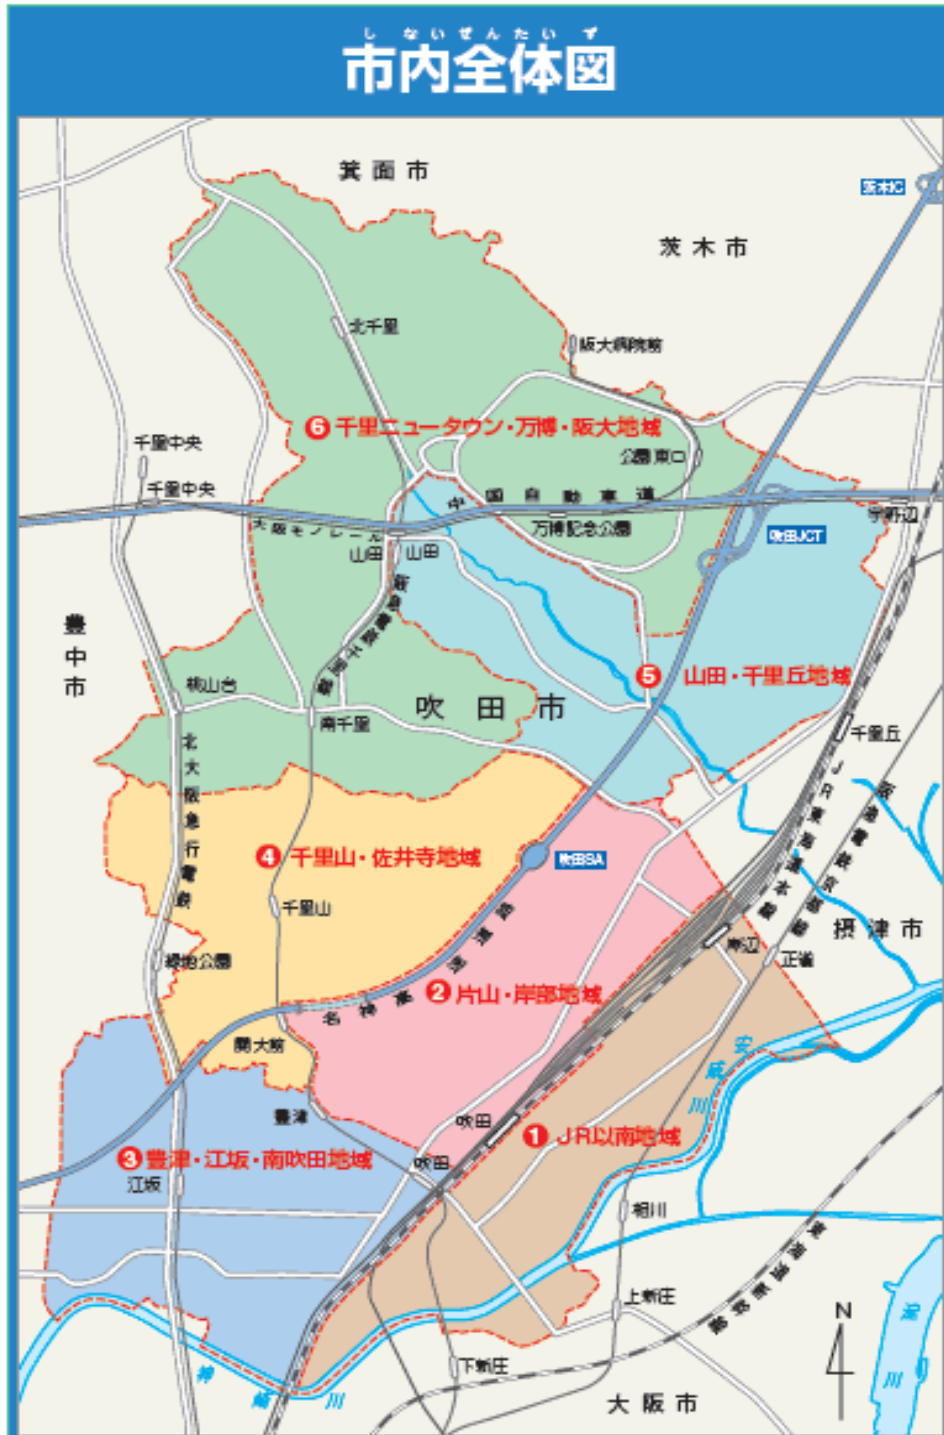 しないぜんたいず
市内全体図
箕面市
茨木IC
茨木市
北千里
阪大病院前
❻千里ニュータウン・万博・阪大地域
千里中央
公園東口
千里中央
中国自動車道
宇野辺
大阪モノレール
万博記念公園
吹田JCT
山田
山田
阪急電鉄千里線
豊中市
❺山田・千里丘地域
桃山台
吹田市
南千里
千里丘
北大阪急行電鉄
JR東海道本線
阪急電鉄京都線
❹千里山・佐井寺地域
吹田SA
千里山
摂津市
岸辺
正雀
緑地公園
❷片山・岸部地域
名神高速道路
関大前
安威川
豊津
吹田
❶JR以南地域
❸豊津・江坂・南吹田地域
吹田
江坂
相川
東海道新幹線
上新庄
N
下新庄
神崎川
大阪市
淀川